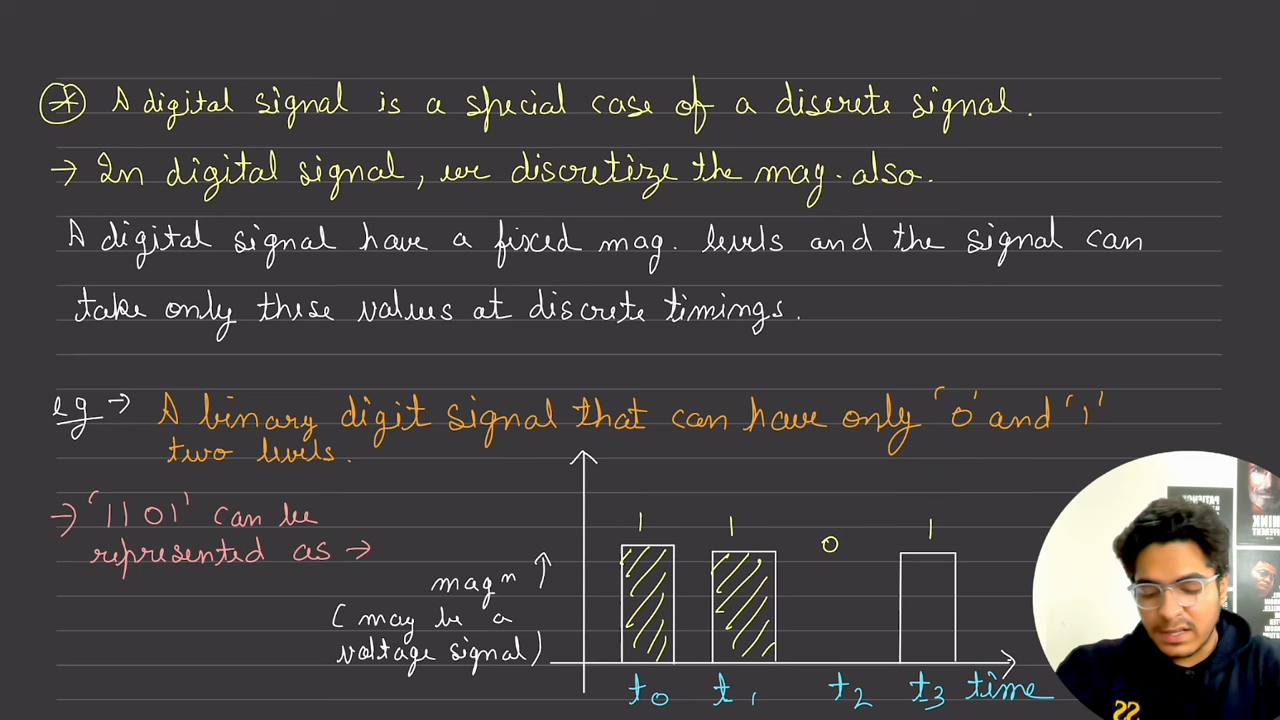 * A digital signal is a special case of a discrete signal.
→ In digital signal, we discretize the mag. also.
A digital signal have a fixed mag. levels and the signal can
take only these values at discrete timings.
eg → A binary digit signal that can have only '0' and '1'
two levels.
→ '1101' can be
represented as →
1 1 0 1
magⁿ ↑
( may be a
voltage signal)
t₀ t₁ t₂ t₃ time
PATIENCE
THINK
DIFFERENT